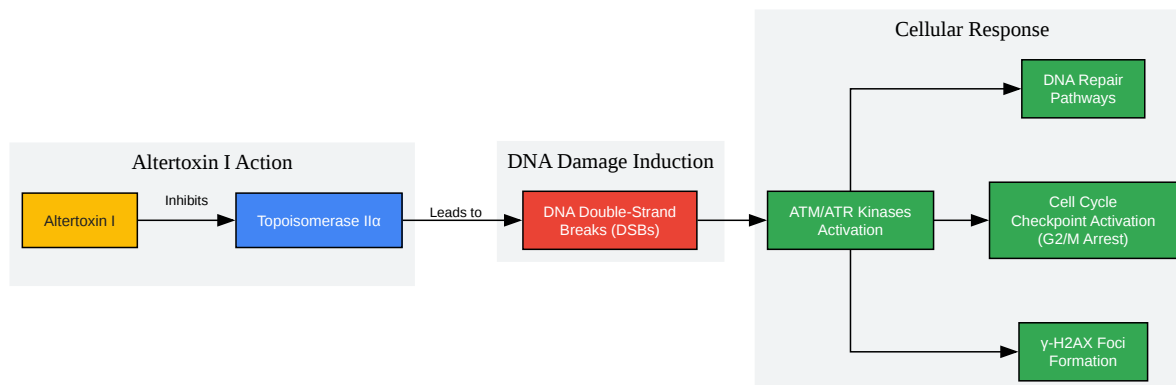 Altertoxin I Action
Altertoxin I
Inhibits
Topoisomerase IIα
Leads to
DNA Damage Induction
DNA Double-Strand
Breaks (DSBs)
Cellular Response
ATM/ATR Kinases
Activation
DNA Repair
Pathways
Cell Cycle
Checkpoint Activation
(G2/M Arrest)
γ-H2AX Foci
Formation